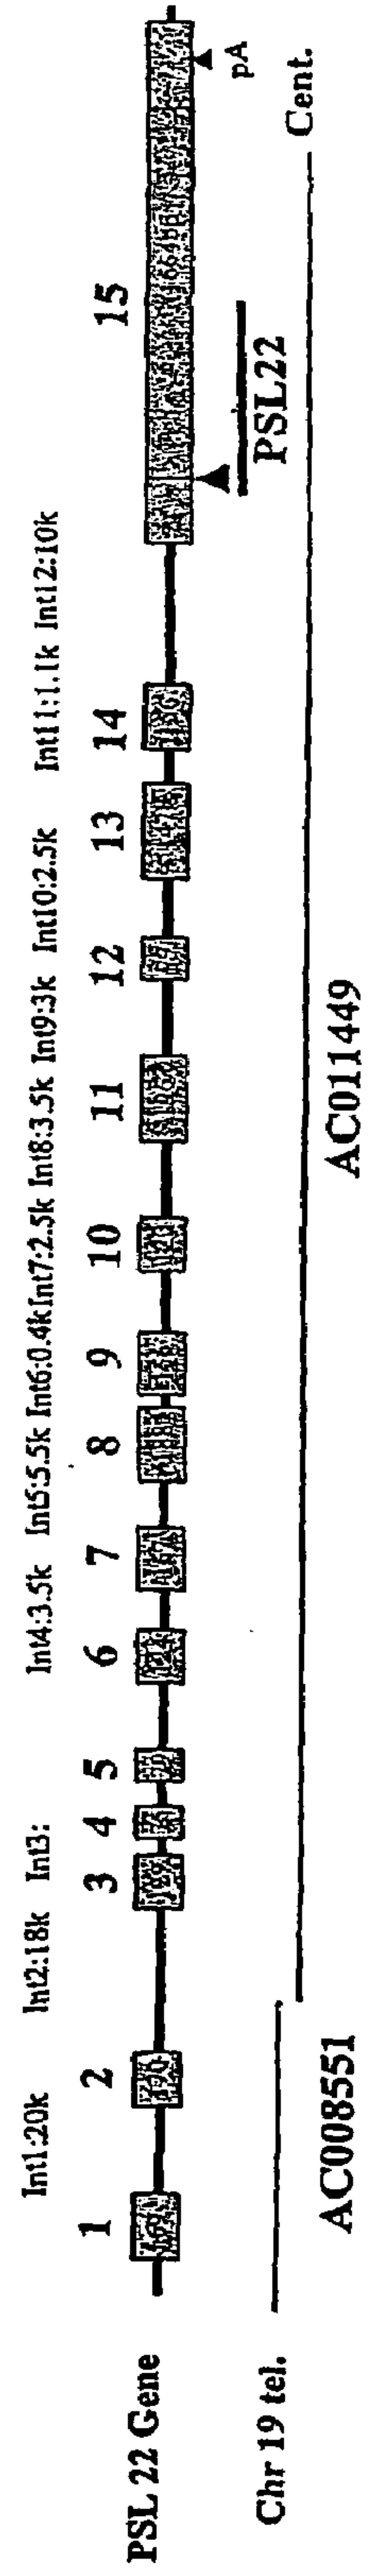 Int1:20k Int2:18k Int3: Int4:3.5k Int5:5.5k Int6:0.4k Int7:2.5k Int8:3.5k Int9:3k Int10:2.5k Int11:1.1k Int12:10k
1 2 3 4 5 6 7 8 9 10 11 12 13 14 15
PSL 22 Gene
pA
PSL22
Chr 19 tel. Cent.
AC008551 AC011449